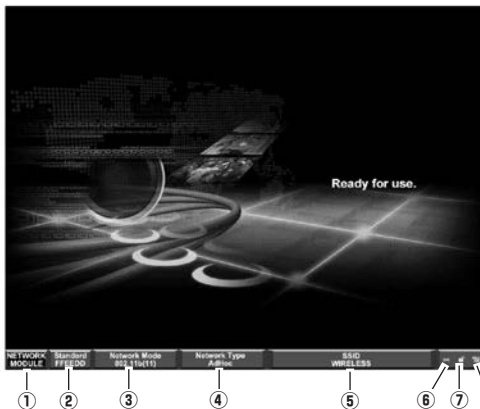 Ready for use.
NETWORK
MODULE
Standard
FFEEDD
Network Mode
802.11b(11)
Network Type
AdHoc
SSID
WIRELESS
① ② ③ ④ ⑤ ⑥ ⑦